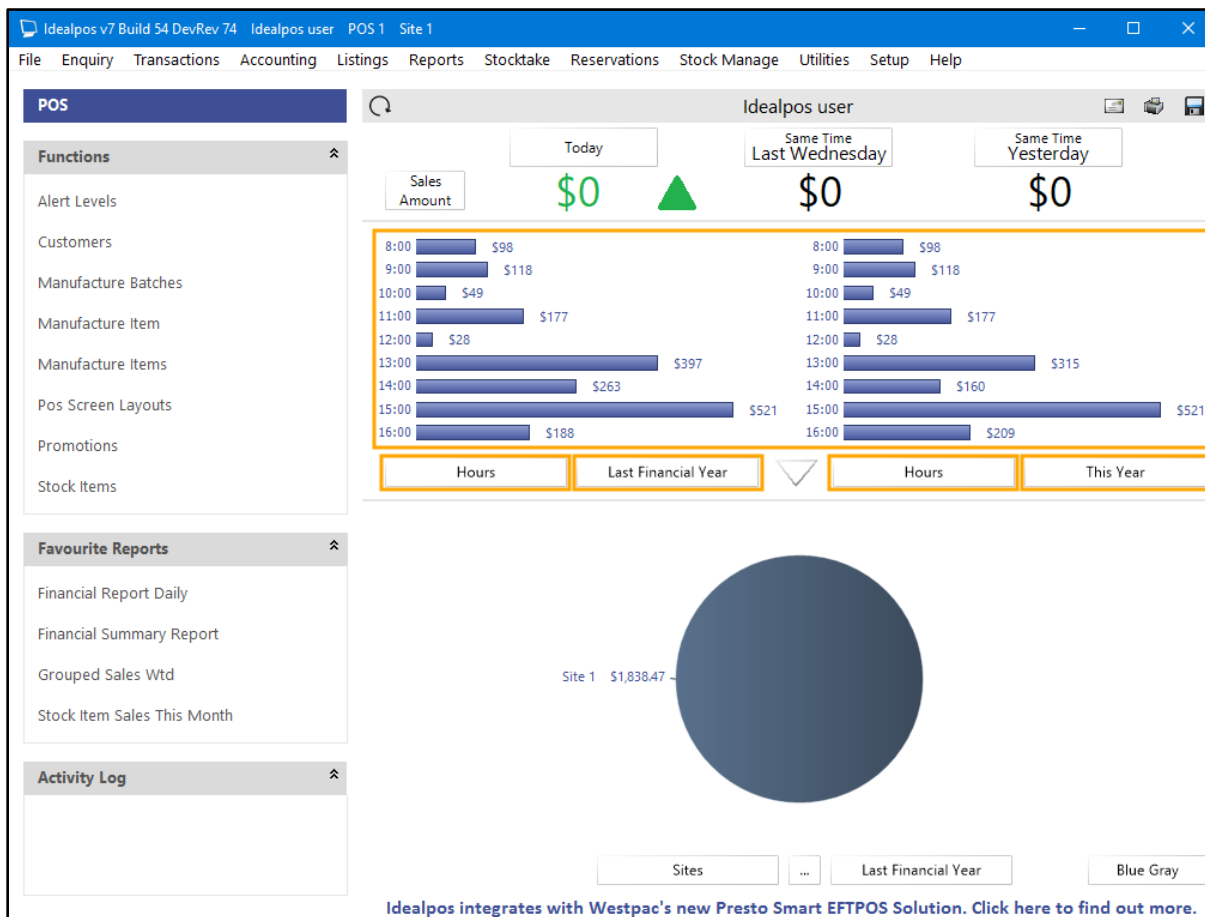 Idealpos v7 Build 54 DevRev 74 Idealpos user POS 1 Site 1
File Enquiry Transactions Accounting Listings Reports Stocktake Reservations Stock Manage Utilities Setup Help
POS
Functions
Alert Levels
Customers
Manufacture Batches
Manufacture Item
Manufacture Items
Pos Screen Layouts
Promotions
Stock Items
Favourite Reports
Financial Report Daily
Financial Summary Report
Grouped Sales Wtd
Stock Item Sales This Month
Activity Log
Idealpos user
Today
Same Time
Last Wednesday
Same Time
Yesterday
Sales
Amount
$0
$0
$0
8:00 $98
9:00 $118
10:00 $49
11:00 $177
12:00 $28
13:00 $397
14:00 $263
15:00 $521
16:00 $188
8:00 $98
9:00 $118
10:00 $49
11:00 $177
12:00 $28
13:00 $315
14:00 $160
15:00 $521
16:00 $209
Hours Last Financial Year Hours This Year
Site 1 $1,838.47
Sites ... Last Financial Year Blue Gray
Idealpos integrates with Westpac's new Presto Smart EFTPOS Solution. Click here to find out more.